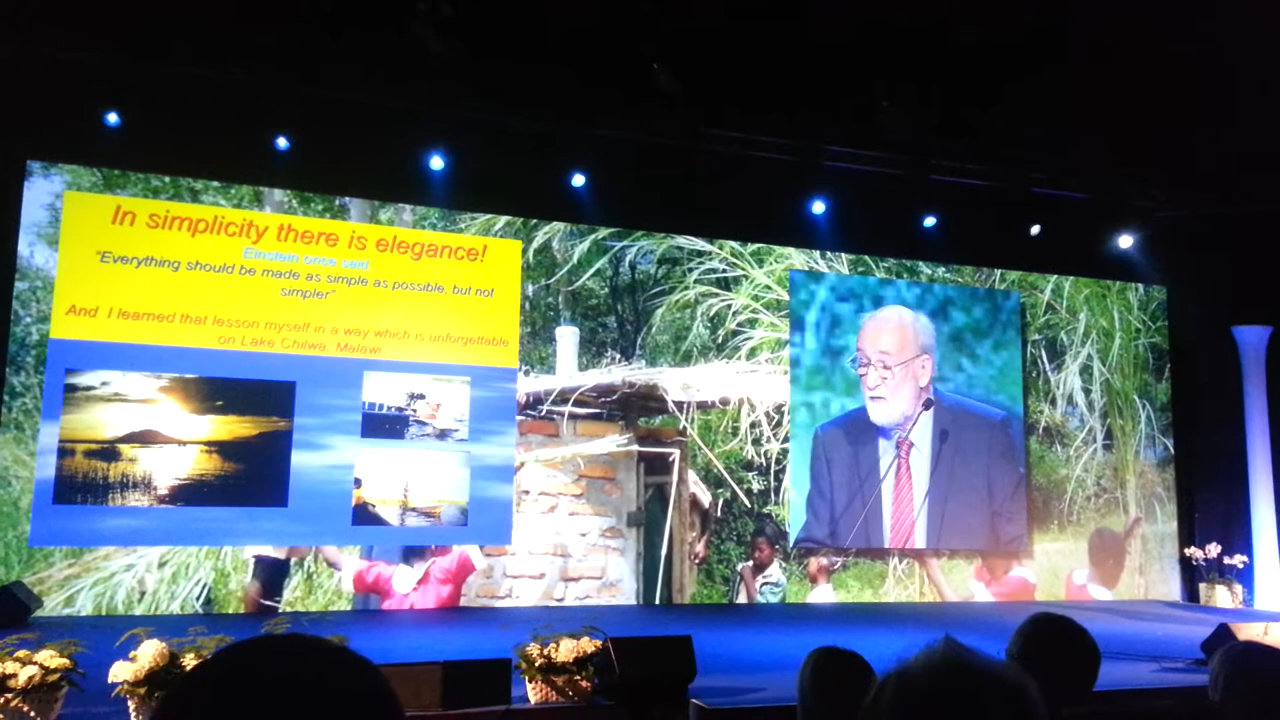 In simplicity there is elegance!
Einstein once said
"Everything should be made as simple as possible, but not
simpler"
And I learned that lesson myself in a way which is unforgettable
on Lake Chilwa, Malawi